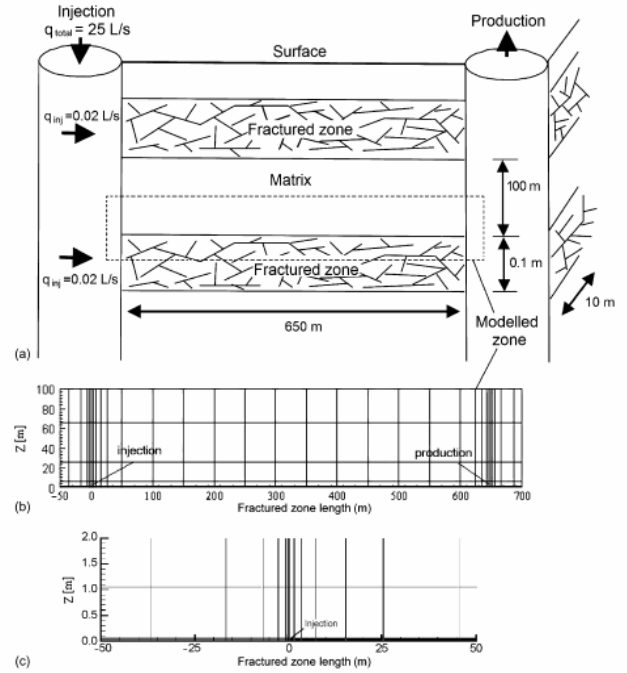 Injection
q total = 25 L/s
Production
Surface
q inj =0.02 L/s
Fractured zone
Matrix
100 m
Fractured zone
0.1 m
q inj =0.02 L/s
10 m
650 m
Modelled
zone
(a)
100
80
60
40
20
0
Z [m]
injection
production
-50 0 100 200 300 400 500 600 700
Fractured zone length (m)
(b)
2.0
1.5
1.0
0.5
0.0
Z [m]
Injection
-50 -25 0 25 50
Fractured zone length (m)
(c)